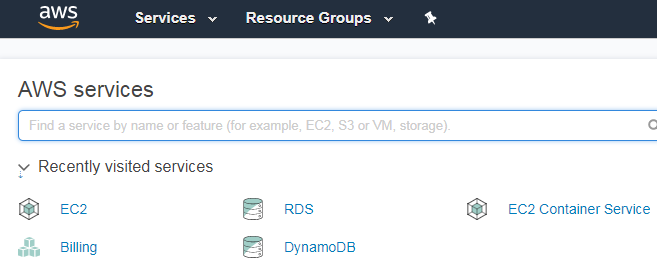 aws Services Resource Groups
AWS services
Find a service by name or feature (for example, EC2, S3 or VM, storage).
Recently visited services
EC2 RDS EC2 Container Service
Billing DynamoDB